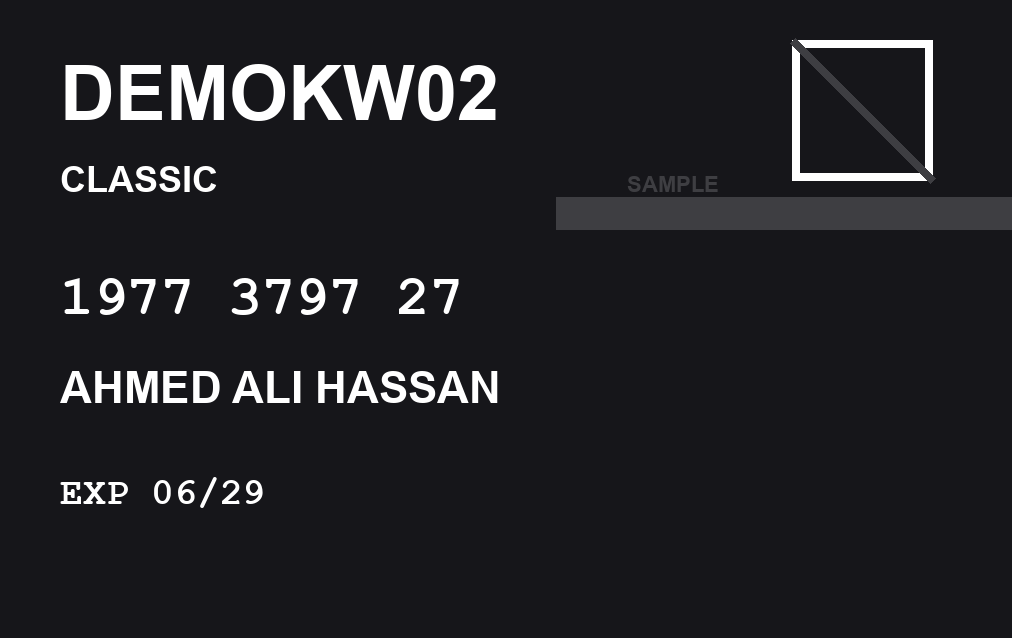 DEMOKW02
CLASSIC
SAMPLE
1977 3797 27
AHMED ALI HASSAN
EXP 06/29